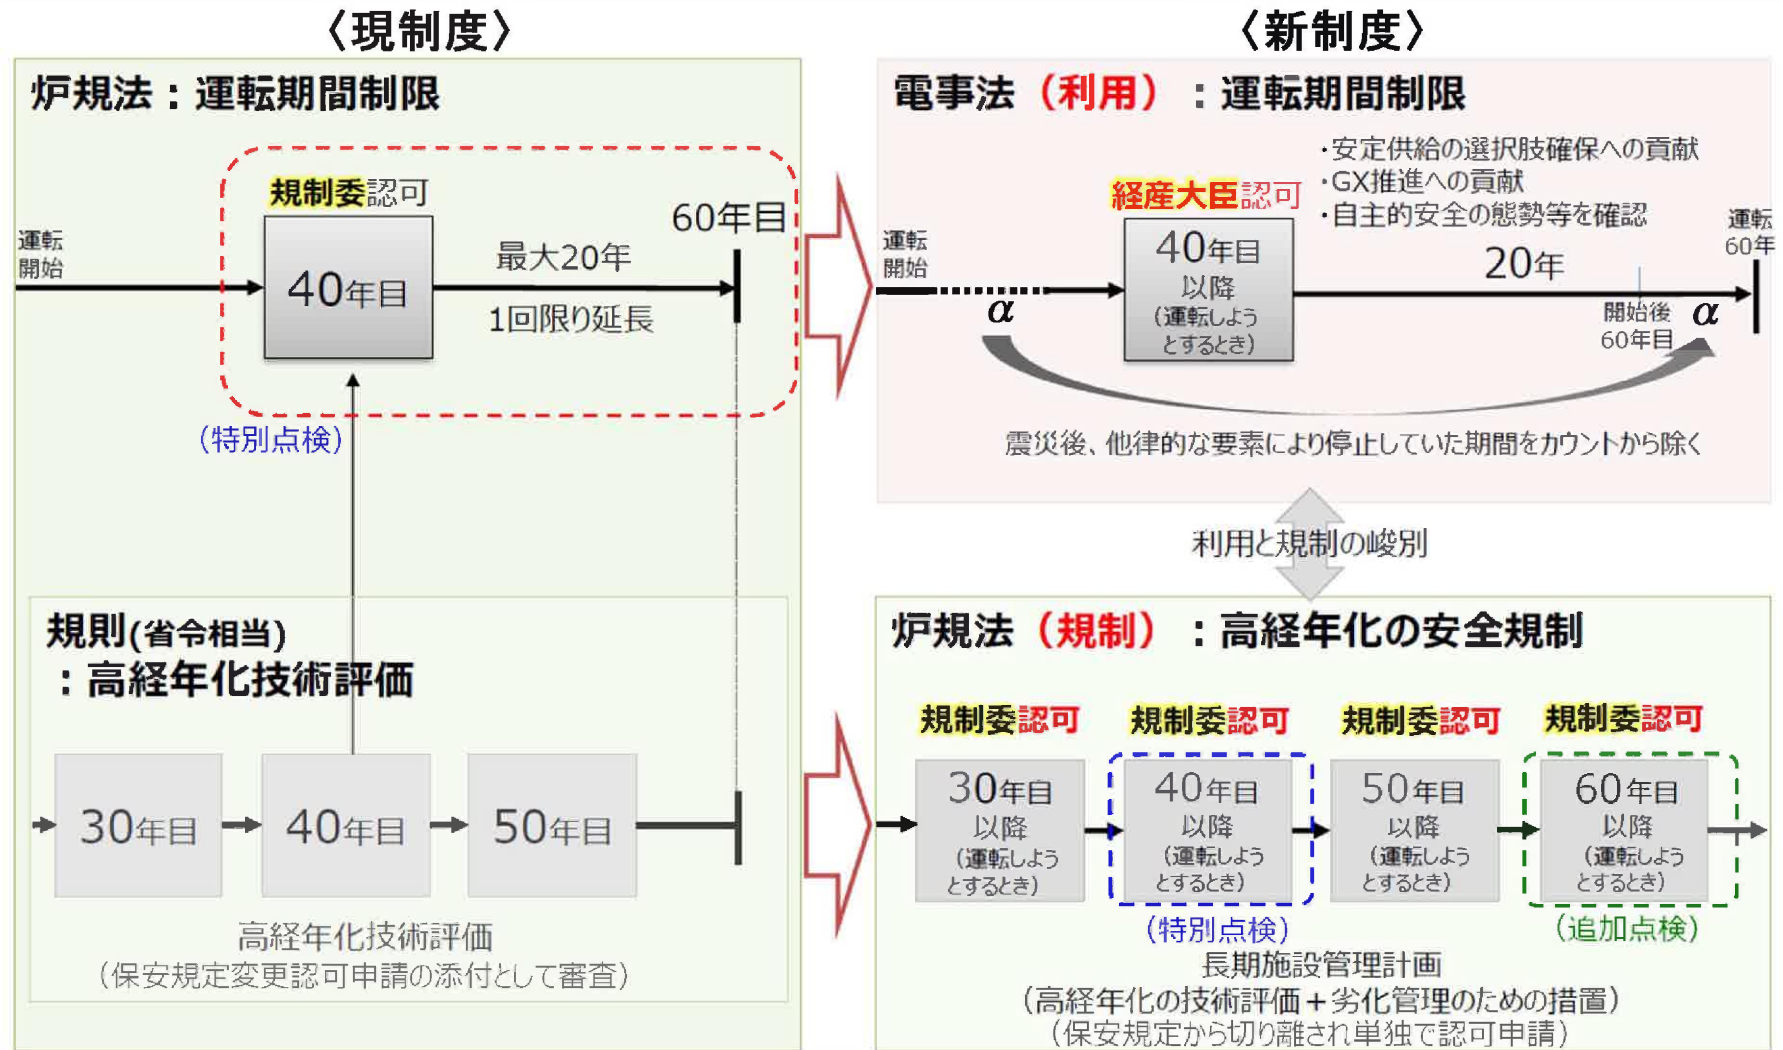 〈現制度〉
炉規法：運転期間制限
規制委認可
60年目
運転
開始
最大20年
40年目
1回限り延長
（特別点検）
規則(省令相当)
：高経年化技術評価
30年目
40年目
50年目
高経年化技術評価
（保安規定変更認可申請の添付として審査）
〈新制度〉
電事法（利用）：運転期間制限
・安定供給の選択肢確保への貢献
・GX推進への貢献
・自主的安全の態勢等を確認
経産大臣認可
運転
60年
運転
開始
40年目
以降
（運転しよう
とするとき）
20年
α
開始後
60年目
α
震災後、他律的な要素により停止していた期間をカウントから除く
利用と規制の峻別
炉規法（規制）：高経年化の安全規制
規制委認可
規制委認可
規制委認可
規制委認可
30年目
以降
（運転しよう
とするとき）
40年目
以降
（運転しよう
とするとき）
50年目
以降
（運転しよう
とするとき）
60年目
以降
（運転しよう
とするとき）
（特別点検）
（追加点検）
長期施設管理計画
（高経年化の技術評価＋劣化管理のための措置）
（保安規定から切り離され単独で認可申請）